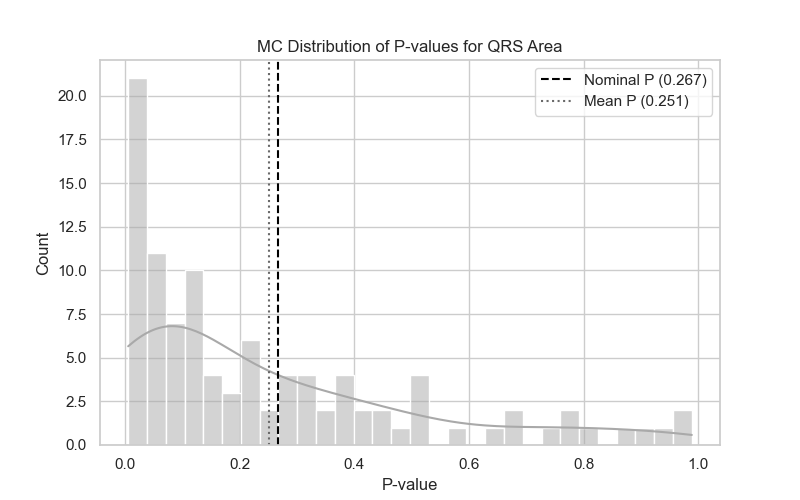 MC Distribution of P-values for QRS Area
Nominal P (0.267)
Mean P (0.251)
20.0
17.5
15.0
12.5
10.0
7.5
5.0
2.5
0.0
Count
0.0 0.2 0.4 0.6 0.8 1.0
P-value